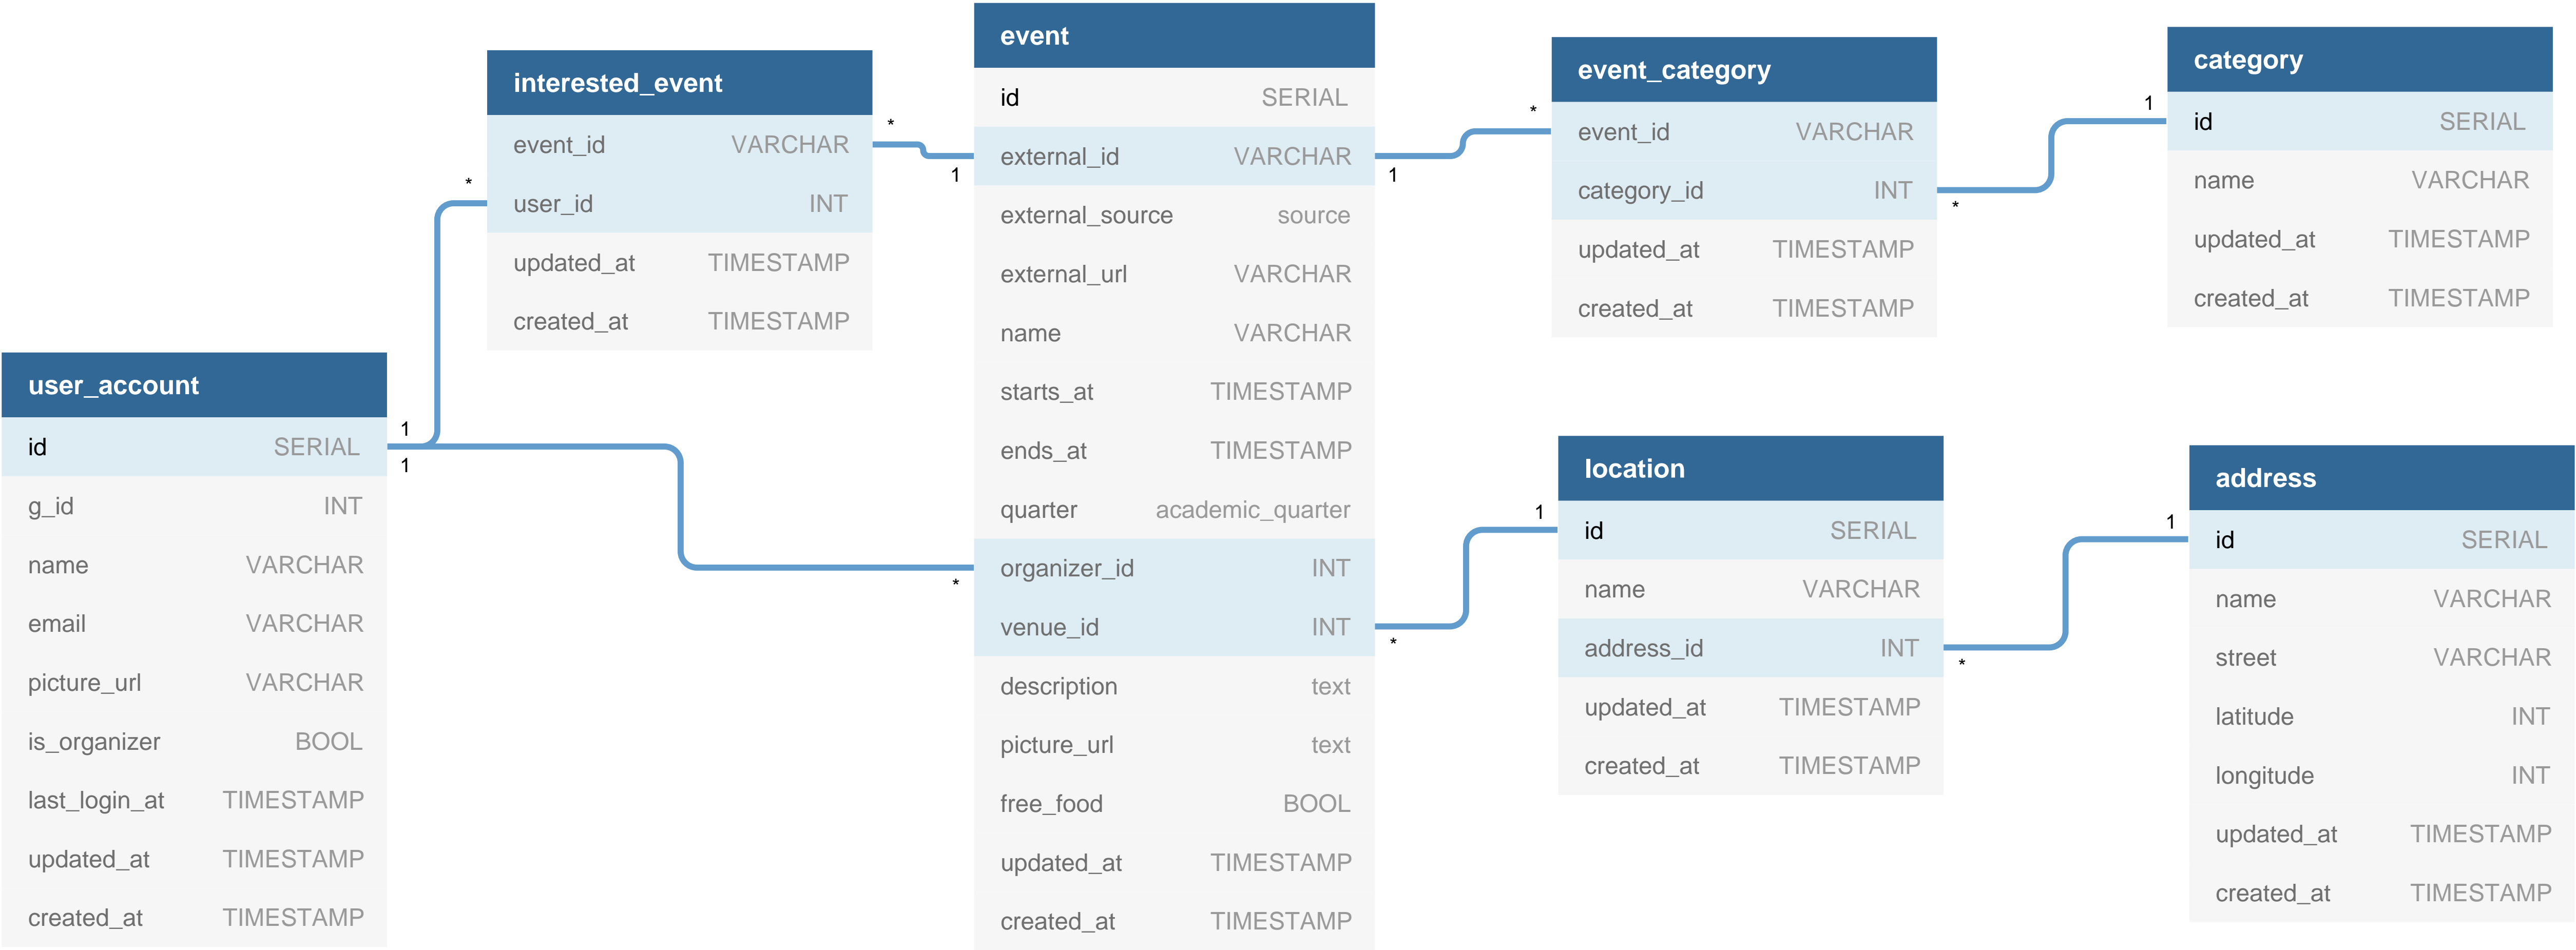 interested_event
event_id VARCHAR
user_id INT
updated_at TIMESTAMP
created_at TIMESTAMP
*
*
user_account
id SERIAL
g_id INT
name VARCHAR
email VARCHAR
picture_url VARCHAR
is_organizer BOOL
last_login_at TIMESTAMP
updated_at TIMESTAMP
created_at TIMESTAMP
1
1
event
id SERIAL
external_id VARCHAR
external_source source
external_url VARCHAR
name VARCHAR
starts_at TIMESTAMP
ends_at TIMESTAMP
quarter academic_quarter
organizer_id INT
venue_id INT
description text
picture_url text
free_food BOOL
updated_at TIMESTAMP
created_at TIMESTAMP
1
1
*
*
event_category
event_id VARCHAR
category_id INT
updated_at TIMESTAMP
created_at TIMESTAMP
*
*
category
id SERIAL
name VARCHAR
updated_at TIMESTAMP
created_at TIMESTAMP
1
location
id SERIAL
name VARCHAR
address_id INT
updated_at TIMESTAMP
created_at TIMESTAMP
1
*
address
id SERIAL
name VARCHAR
street VARCHAR
latitude INT
longitude INT
updated_at TIMESTAMP
created_at TIMESTAMP
1